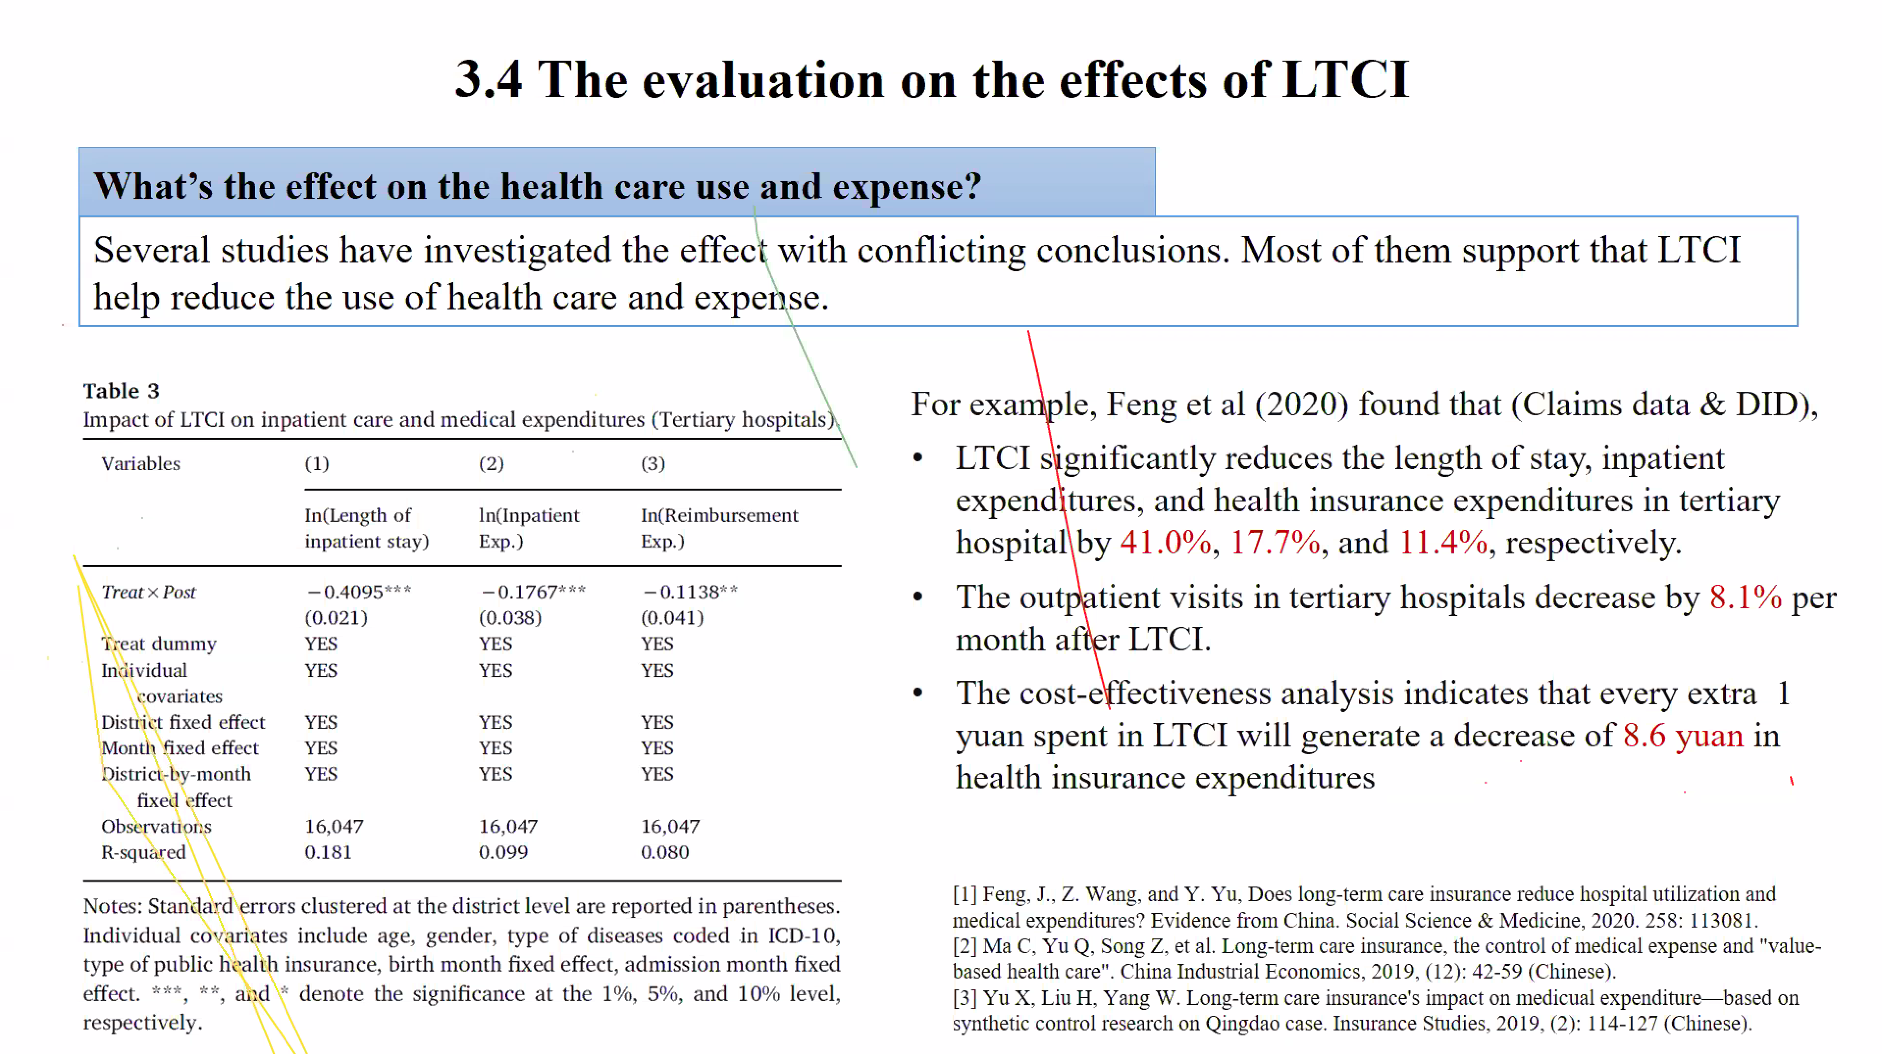 3.4 The evaluation on the effects of LTCI
What’s the effect on the health care use and expense?
Several studies have investigated the effect with conflicting conclusions. Most of them support that LTCI
help reduce the use of health care and expense.
Table 3
Impact of LTCI on inpatient care and medical expenditures (Tertiary hospitals).
Variables (1) (2) (3)
ln(Length of ln(Inpatient ln(Reimbursement
inpatient stay) Exp.) Exp.)
Treat×Post −0.4095*** −0.1767*** −0.1138**
(0.021) (0.038) (0.041)
Treat dummy YES YES YES
Individual YES YES YES
covariates
District fixed effect YES YES YES
Month fixed effect YES YES YES
District-by-month YES YES YES
fixed effect
Observations 16,047 16,047 16,047
R-squared 0.181 0.099 0.080
Notes: Standard errors clustered at the district level are reported in parentheses.
Individual covariates include age, gender, type of diseases coded in ICD-10,
type of public health insurance, birth month fixed effect, admission month fixed
effect. ***, **, and * denote the significance at the 1%, 5%, and 10% level,
respectively.
For example, Feng et al (2020) found that (Claims data & DID),
• LTCI significantly reduces the length of stay, inpatient
expenditures, and health insurance expenditures in tertiary
hospital by 41.0%, 17.7%, and 11.4%, respectively.
• The outpatient visits in tertiary hospitals decrease by 8.1% per
month after LTCI.
• The cost-effectiveness analysis indicates that every extra 1
yuan spent in LTCI will generate a decrease of 8.6 yuan in
health insurance expenditures
[1] Feng, J., Z. Wang, and Y. Yu, Does long-term care insurance reduce hospital utilization and
medical expenditures? Evidence from China. Social Science & Medicine, 2020. 258: 113081.
[2] Ma C, Yu Q, Song Z, et al. Long-term care insurance, the control of medical expense and "value-
based health care". China Industrial Economics, 2019, (12): 42-59 (Chinese).
[3] Yu X, Liu H, Yang W. Long-term care insurance's impact on medicual expenditure—based on
synthetic control research on Qingdao case. Insurance Studies, 2019, (2): 114-127 (Chinese).